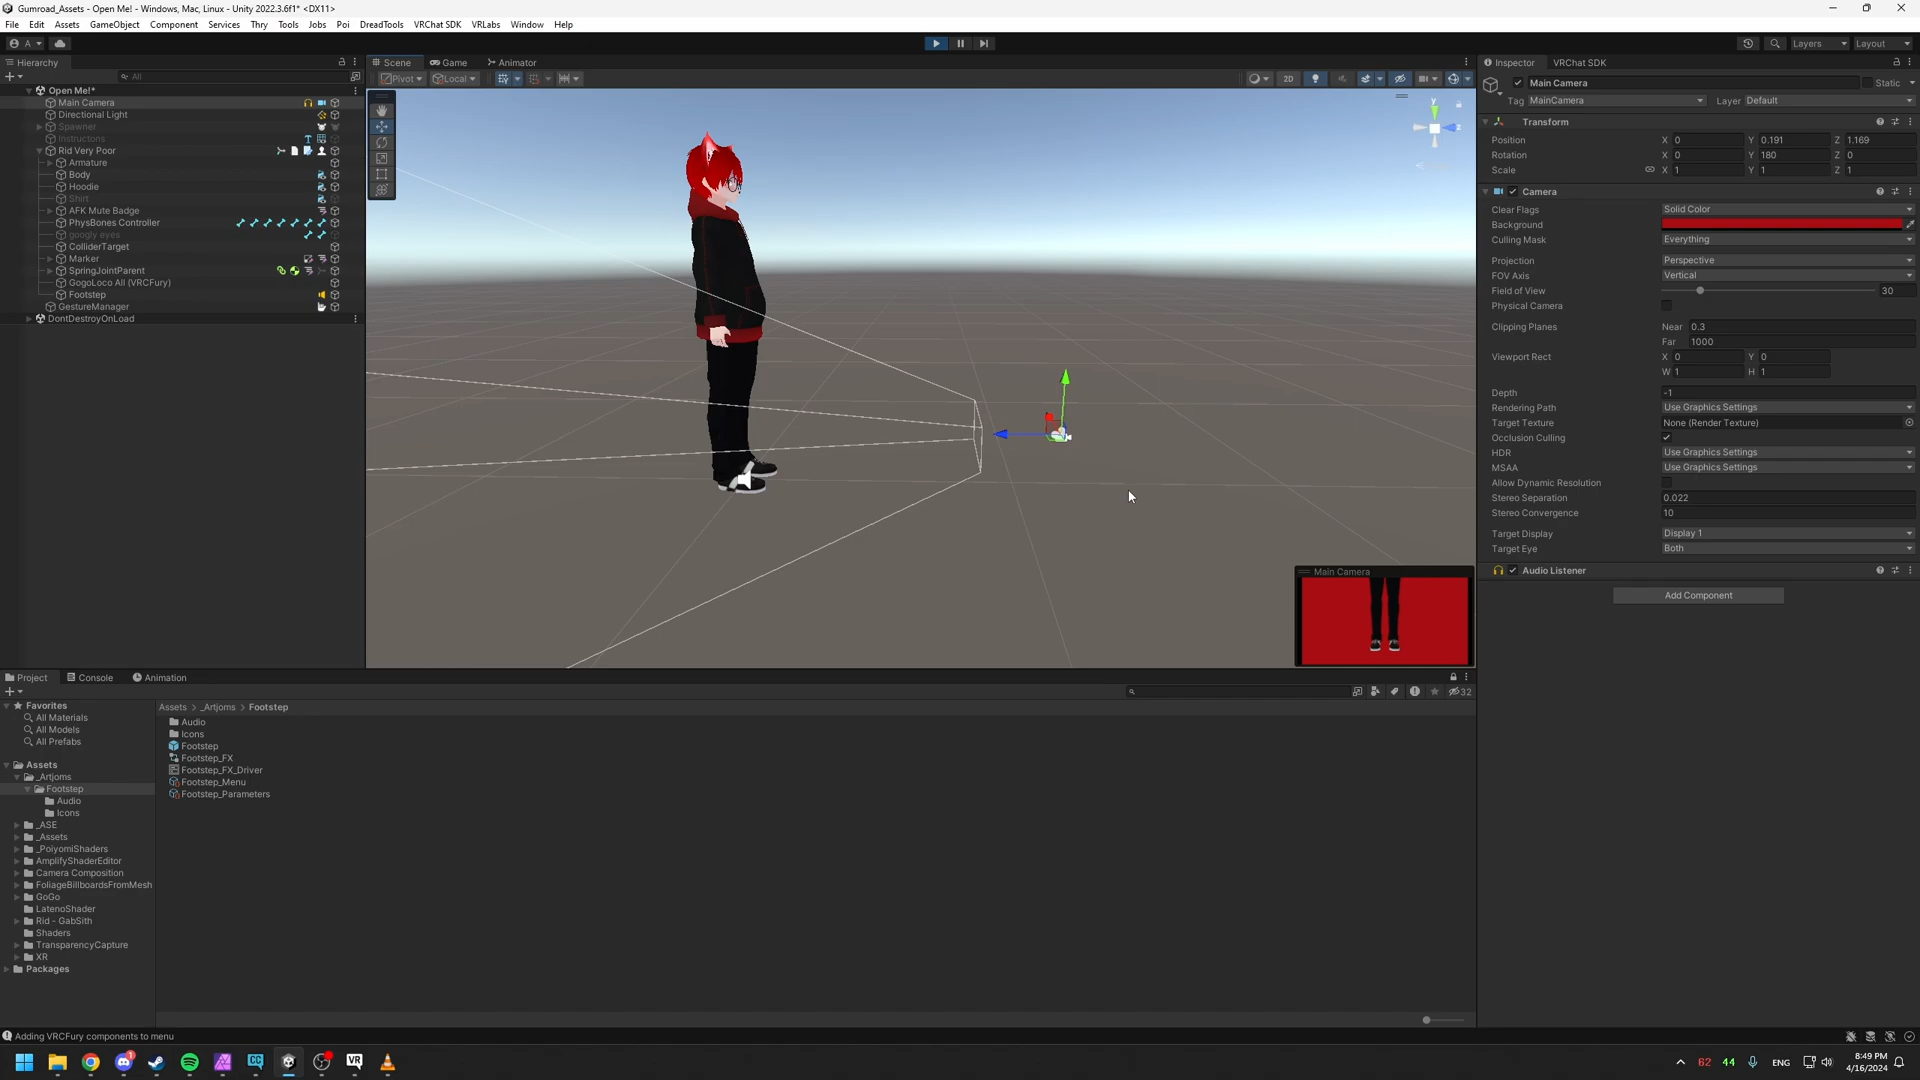 Gumroad_Assets - Open Me! - Windows, Mac, Linux - Unity 2022.3.6f1* <DX11>
File Edit Assets GameObject Component Services Thry Tools Jobs Poi DreadTools VRChat SDK VRLabs Window Help
A Layers Layout
Hierarchy
All
Open Me!*
Main Camera
Directional Light
Spawner
Instructons
Rid Very Poor
Armature
Body
Hoodie
Shirt
AFK Mute Badge
PhysBones Controller
googly eyes
ColliderTarget
Marker
SpringJointParent
GogoLoco All (VRCFury)
Footstep
GestureManager
DontDestroyOnLoad
Scene Game Animator
Pivot Local 2D
y
z
Main Camera
Inspector VRChat SDK
Main Camera Static
Tag MainCamera Layer Default
Transform
Position X 0 Y 0.191 Z 1.169
Rotation X 0 Y 180 Z 0
Scale X 1 Y 1 Z 1
Camera
Clear Flags Solid Color
Background
Culling Mask Everything
Projection Perspective
FOV Axis Vertical
Field of View 30
Physical Camera
Clipping Planes Near 0.3
Far 1000
Viewport Rect X 0 Y 0
W 1 H 1
Depth -1
Rendering Path Use Graphics Settings
Target Texture None (Render Texture)
Occlusion Culling
HDR Use Graphics Settings
MSAA Use Graphics Settings
Allow Dynamic Resolution
Stereo Separation 0.022
Stereo Convergence 10
Target Display Display 1
Target Eye Both
Audio Listener
Add Component
Project Console Animation
32
Favorites
All Materials
All Models
All Prefabs
Assets
_Artjoms
Footstep
Audio
Icons
_ASE
_Assets
_PoiyomiShaders
AmplifyShaderEditor
Camera Composition
FoliageBillboardsFromMesh
GoGo
LatenoShader
Rid - GabSith
Shaders
TransparencyCapture
XR
Packages
Assets > _Artjoms > Footstep
Audio
Icons
Footstep
Footstep_FX
Footstep_FX_Driver
Footstep_Menu
Footstep_Parameters
Adding VRCFury components to menu
1 CC VR
62 44 ENG
8:49 PM
4/16/2024